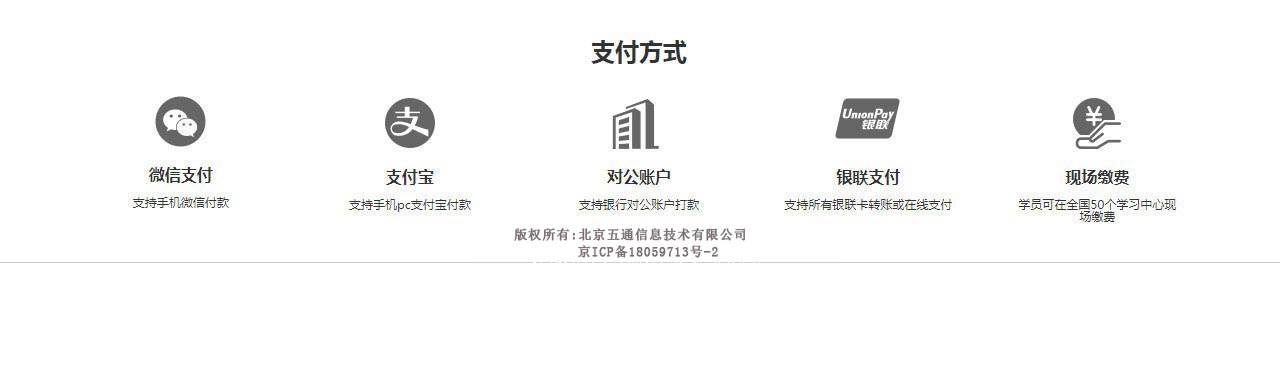 支付方式
支
UnionPay
银联
¥
微信支付
支付宝
对公账户
银联支付
现场缴费
支持手机微信付款
支持手机pc支付宝付款
支持银行对公账户打款
支持所有银联卡转账或在线支付
学员可在全国50个学习中心现
场缴费
版权所有:北京五通信息技术有限公司
京ICP备18059713号-2